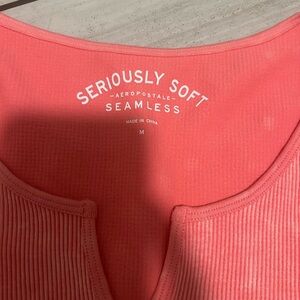 SERIOUSLY SOFT
-AEROPOSTALE-
SEAMLESS
MADE IN CHINA
M